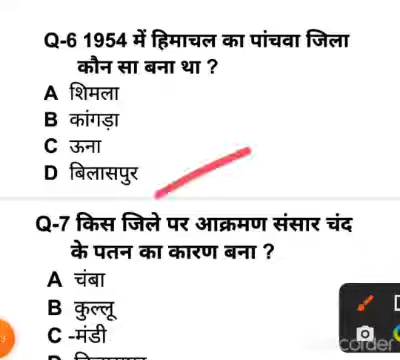 Q-6 1954 में हिमाचल का पांचवा जिला
कौन सा बना था ?
A शिमला
B कांगड़ा
C ऊना
D बिलासपुर
Q-7 किस जिले पर आक्रमण संसार चंद
के पतन का कारण बना ?
A चंबा
B कुल्लू
C -मंडी
D